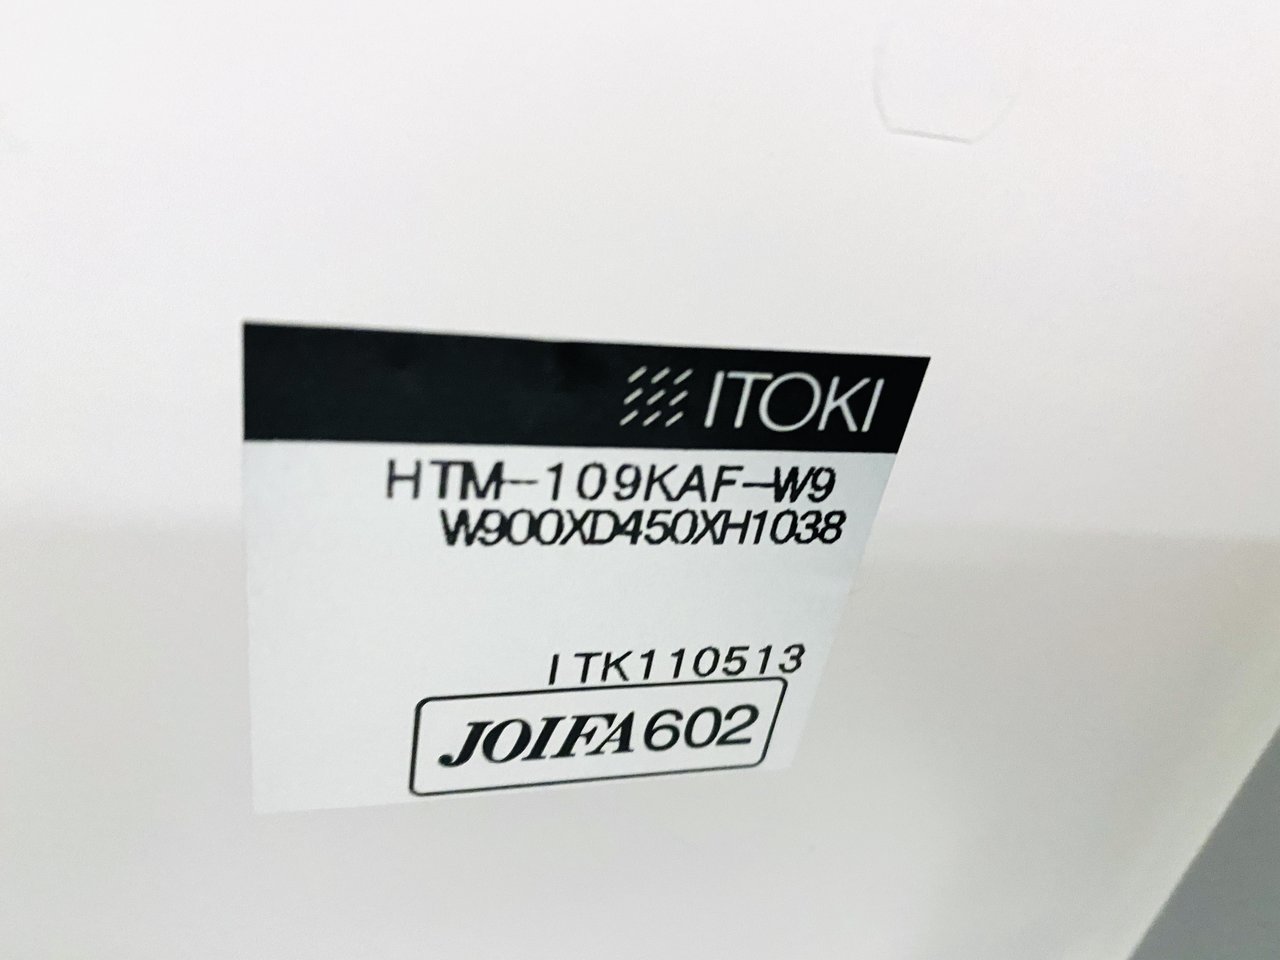 ITOKI
HTM-109KAF-W9
W900XD450XH1038
ITK110513
JOIFA602